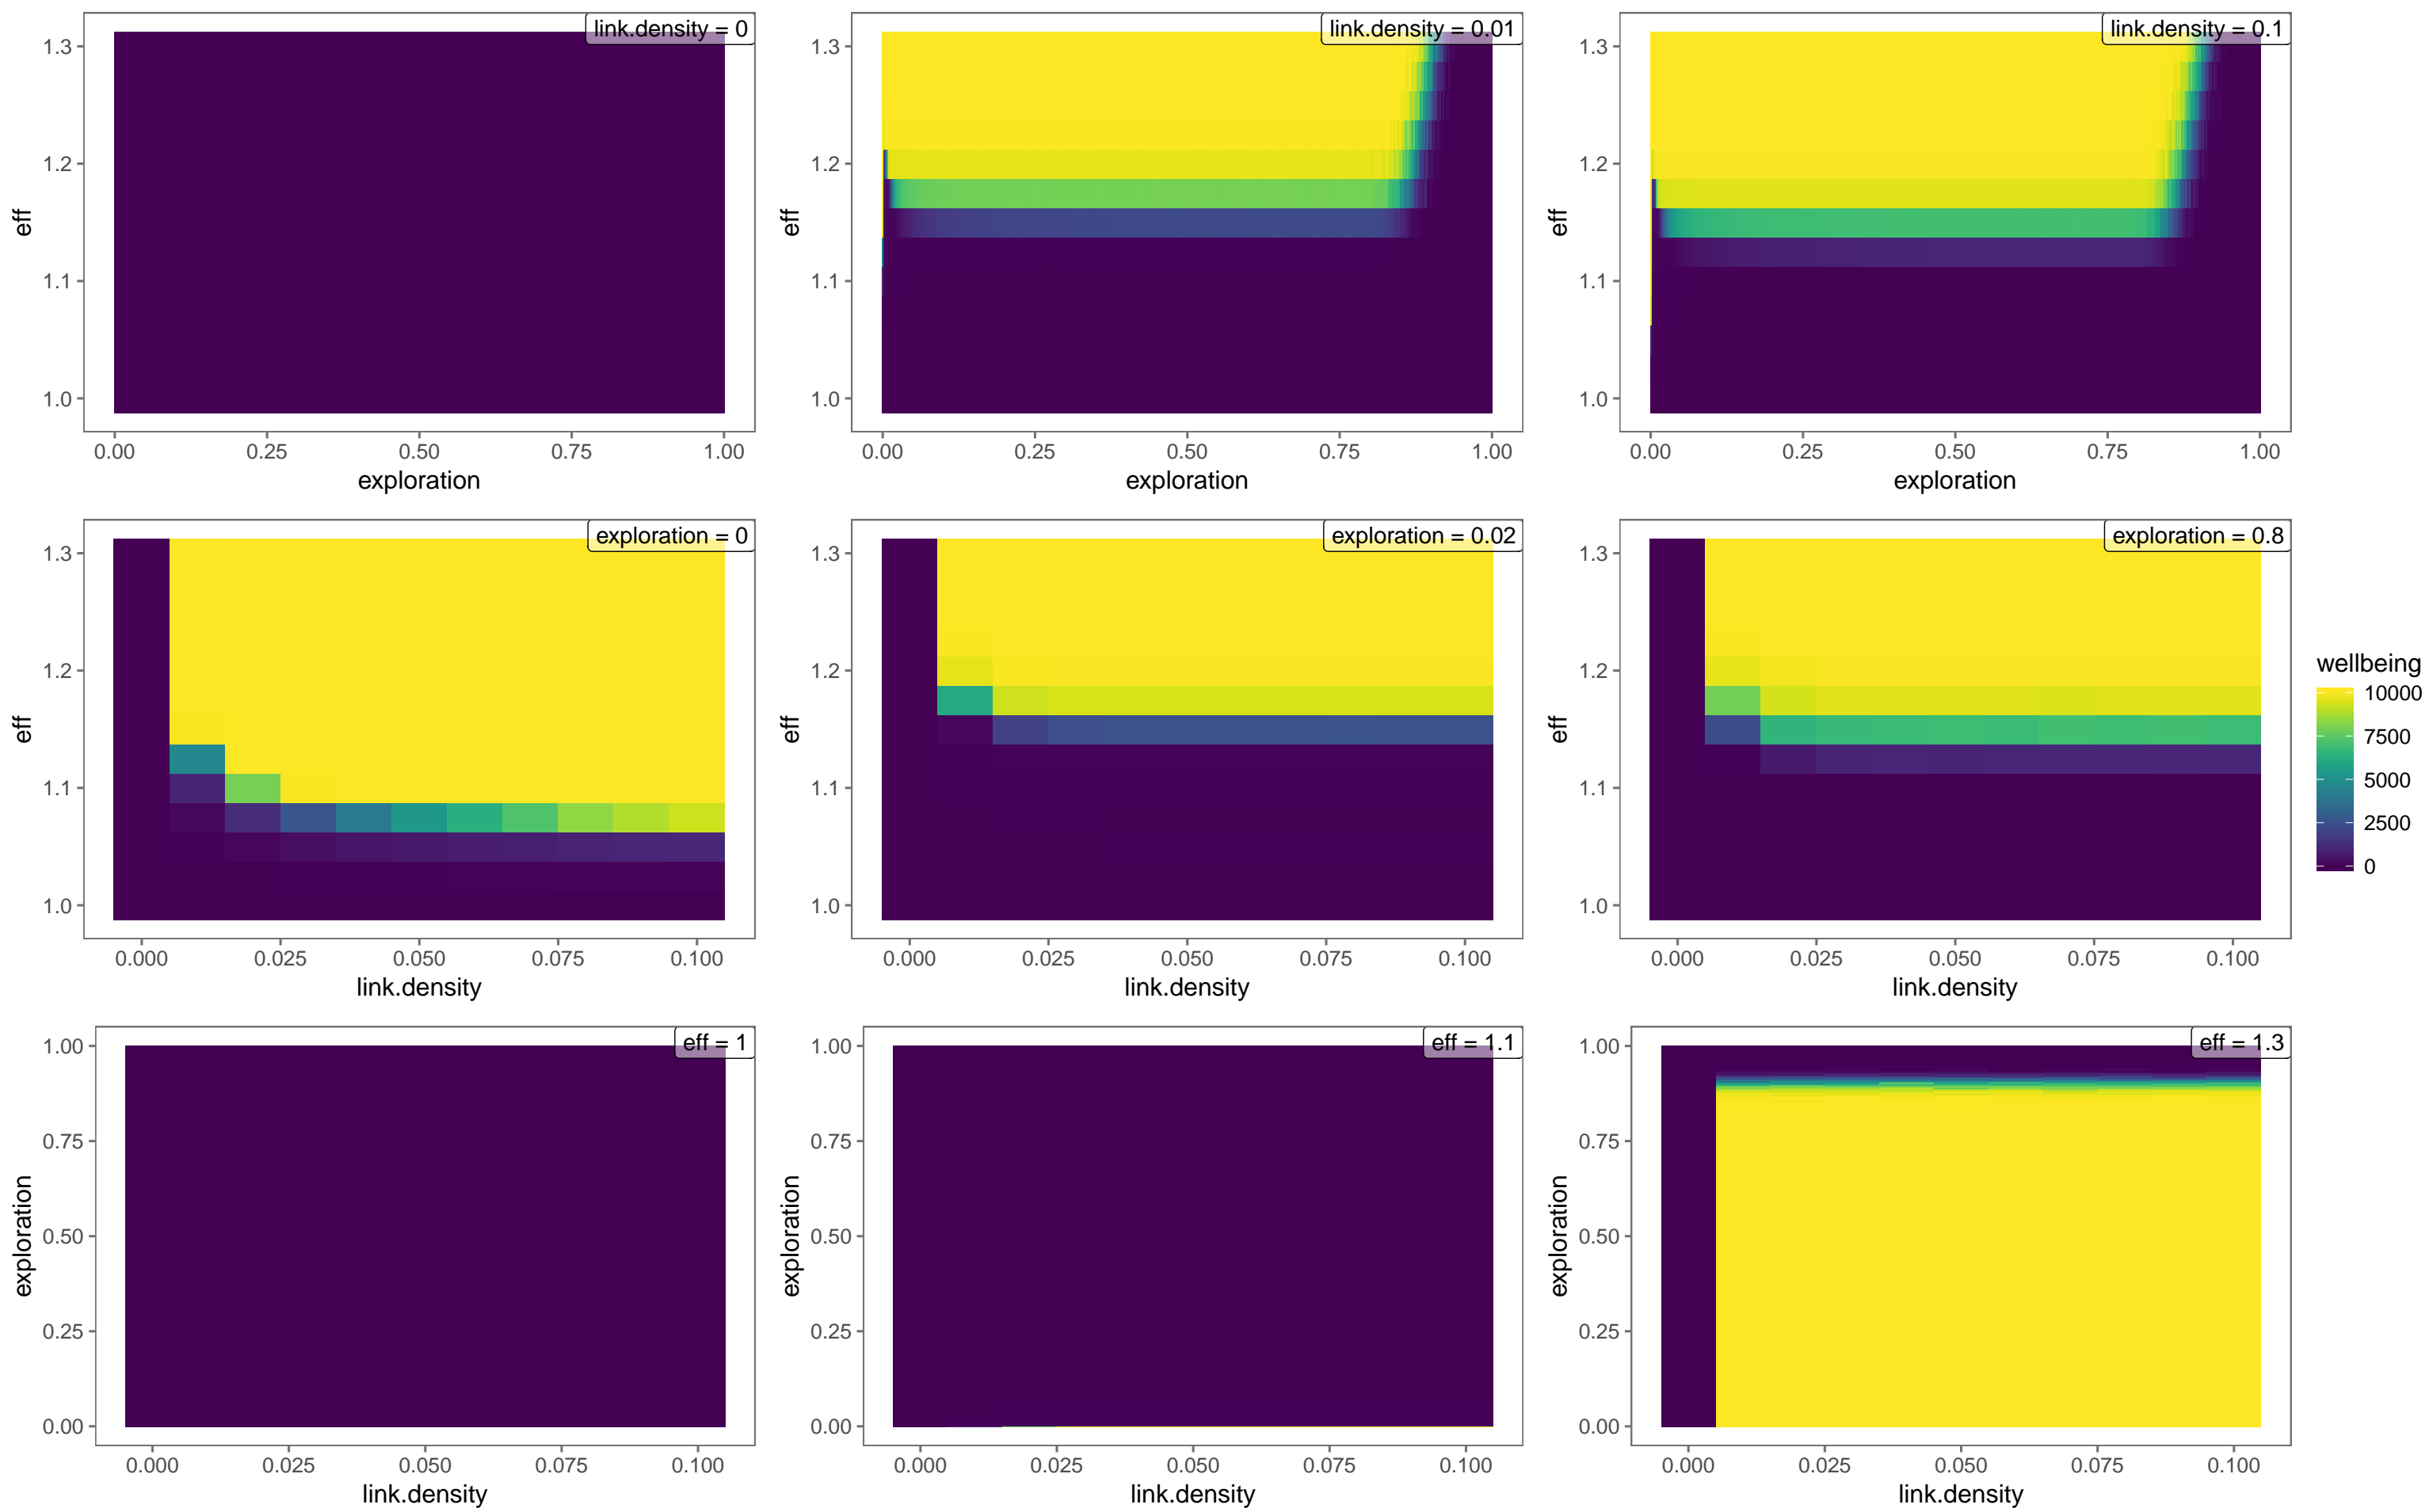 link.density = 0
1.3
1.2
1.1
1.0
eff
0.00 0.25 0.50 0.75 1.00
exploration
link.density = 0.01
1.3
1.2
1.1
1.0
eff
0.00 0.25 0.50 0.75 1.00
exploration
link.density = 0.1
1.3
1.2
1.1
1.0
eff
0.00 0.25 0.50 0.75 1.00
exploration
exploration = 0
1.3
1.2
1.1
1.0
eff
0.000 0.025 0.050 0.075 0.100
link.density
exploration = 0.02
1.3
1.2
1.1
1.0
eff
0.000 0.025 0.050 0.075 0.100
link.density
exploration = 0.8
1.3
1.2
1.1
1.0
eff
0.000 0.025 0.050 0.075 0.100
link.density
wellbeing
10000
7500
5000
2500
0
eff = 1
1.00
0.75
0.50
0.25
0.00
exploration
0.000 0.025 0.050 0.075 0.100
link.density
eff = 1.1
1.00
0.75
0.50
0.25
0.00
exploration
0.000 0.025 0.050 0.075 0.100
link.density
eff = 1.3
1.00
0.75
0.50
0.25
0.00
exploration
0.000 0.025 0.050 0.075 0.100
link.density